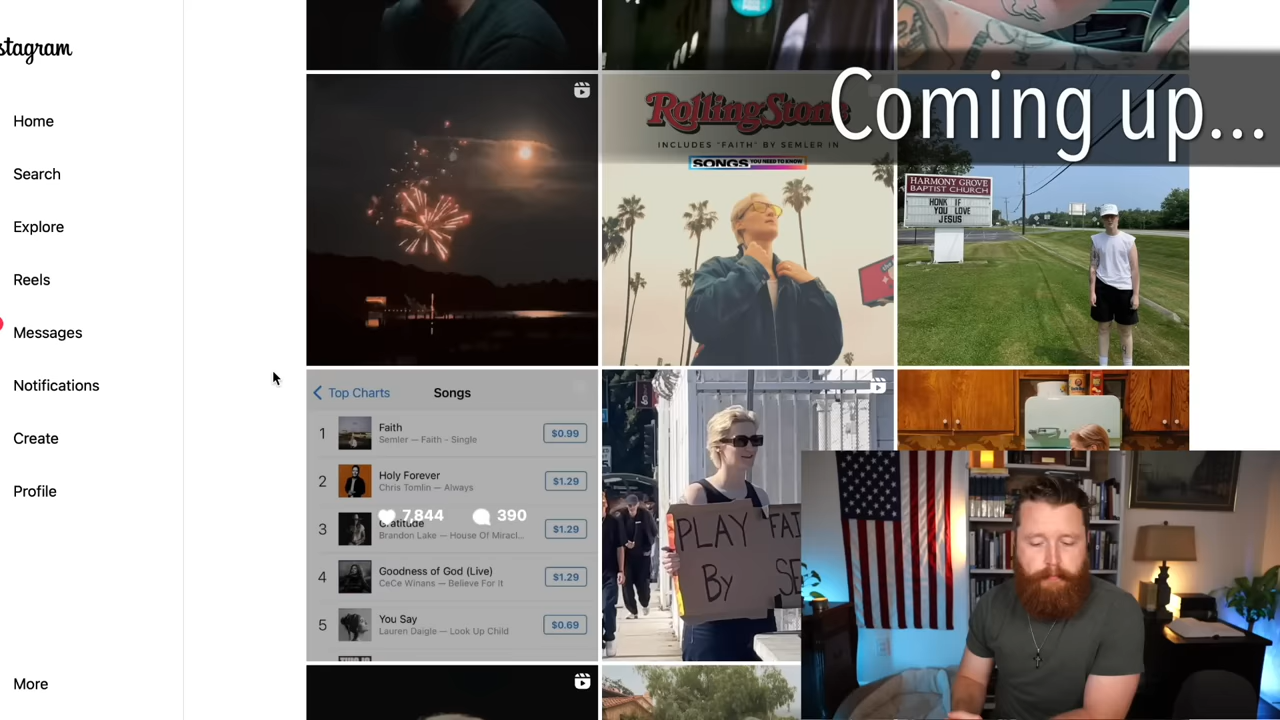 stagram
Home
Search
Explore
Reels
Messages
Notifications
Create
Profile
More
Coming up...
Rolling Stone
INCLUDES "FAITH" BY SEMLER IN
SONGS YOU NEED TO KNOW
HARMONY GROVE
BAPTIST CHURCH
HONK IF
YOU LOVE
JESUS
Top Charts
Songs
1
Faith
Semler — Faith - Single
$0.99
2
Holy Forever
Chris Tomlin — Always
$1.29
7,844
390
3
Gratitude
Brandon Lake — House Of Miracl...
$1.29
4
Goodness of God (Live)
CeCe Winans — Believe For It
$1.29
5
You Say
Lauren Daigle — Look Up Child
$0.69
PLAY FAI
By SE